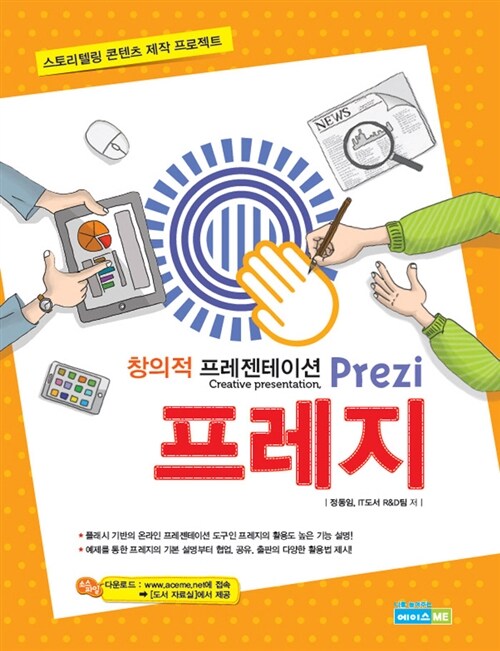 스토리텔링 콘텐츠 제작 프로젝트
NEWS
창의적 프레젠테이션 Prezi
Creative presentation,
프레지
| 정동임, IT도서 R&D팀 저 |
* 플래시 기반의 온라인 프레젠테이션 도구인 프레지의 활용도 높은 기능 설명!
* 예제를 통한 프레지의 기본 설명부터 협업, 공유, 출판의 다양한 활용법 제시!
소스
파일
다운로드 : www.aceme.net에 접속
➡ [도서 자료실]에서 제공
에이스 ME